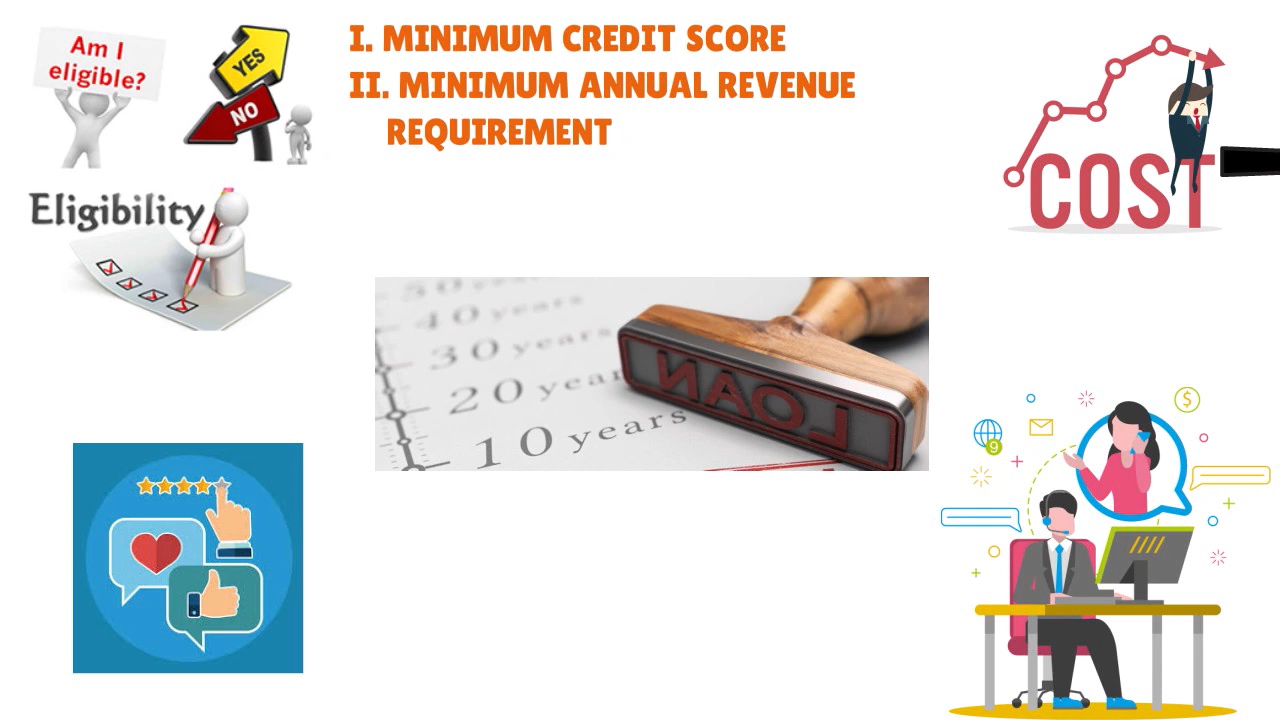 Am I
eligible?
YES
NO
Eligibility
I. MINIMUM CREDIT SCORE
II. MINIMUM ANNUAL REVENUE
REQUIREMENT
COST
40 years
30 years
20 year
10 years
LOAN
$
9